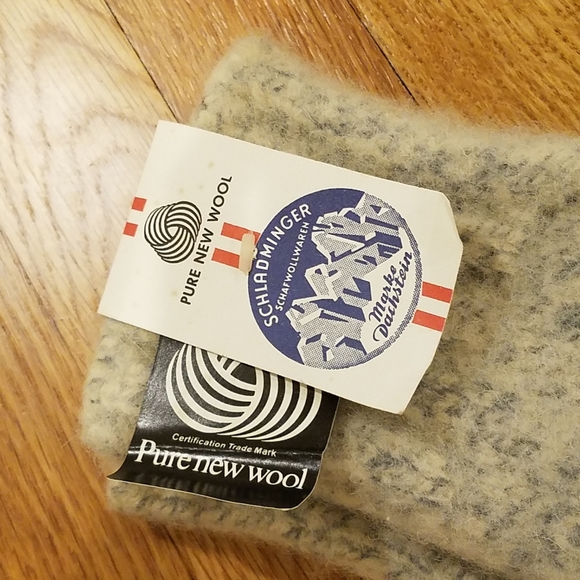 PURE NEW WOOL
SCHLADMINGER
SCHAFWOLLWAREN
Marke
Dachstein
Certification Trade Mark
Pure new wool